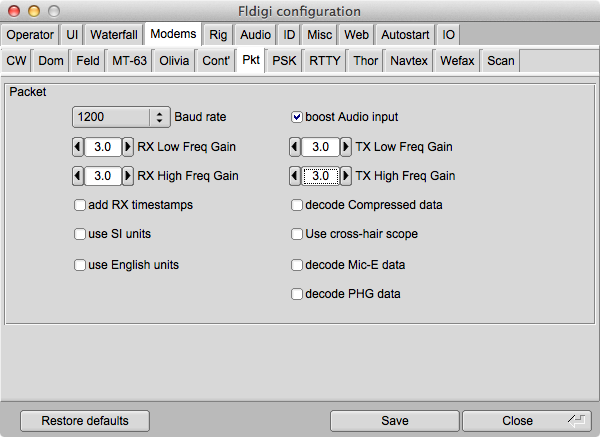 Fldigi configuration
Operator UI Waterfall Modems Rig Audio ID Misc Web Autostart IO
CW Dom Feld MT-63 Olivia Cont' Pkt PSK RTTY Thor Navtex Wefax Scan
Packet
1200 Baud rate boost Audio input
3.0 RX Low Freq Gain 3.0 TX Low Freq Gain
3.0 RX High Freq Gain 3.0 TX High Freq Gain
add RX timestamps decode Compressed data
use SI units Use cross-hair scope
use English units decode Mic-E data
decode PHG data
Restore defaults Save Close